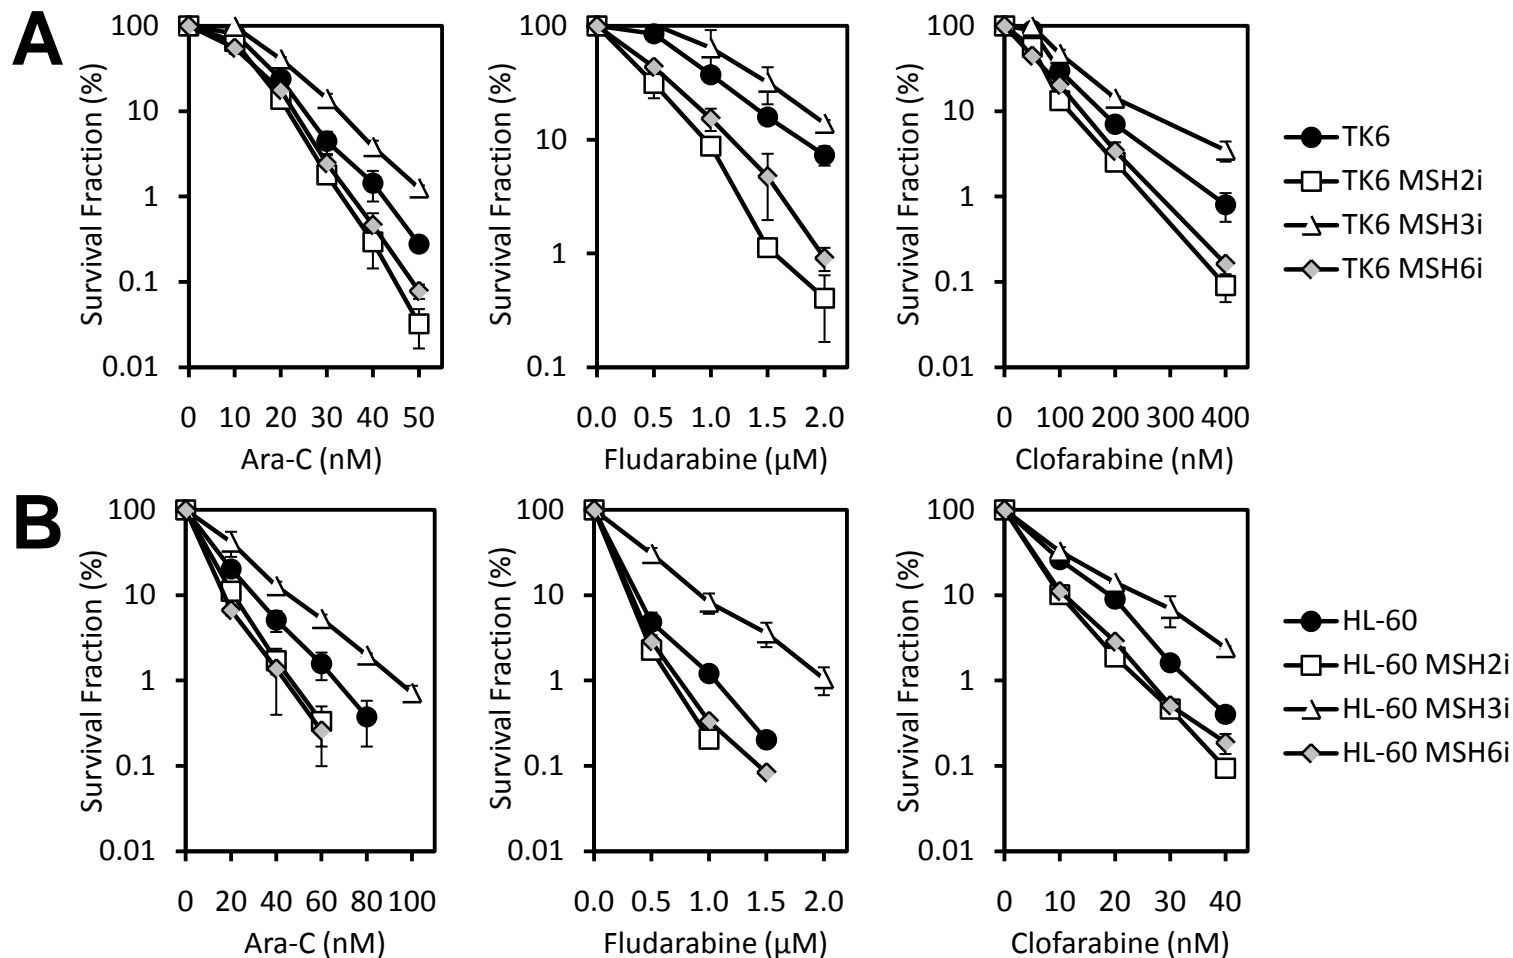 A
Survival Fraction (%)
100
10
1
0.1
0.01
0 10 20 30 40 50
Ara-C (nM)
Survival Fraction (%)
100
10
1
0.1
0.0 0.5 1.0 1.5 2.0
Fludarabine (µM)
Survival Fraction (%)
100
10
1
0.1
0.01
0 100 200 300 400
Clofarabine (nM)
TK6
TK6 MSH2i
TK6 MSH3i
TK6 MSH6i
B
Survival Fraction (%)
100
10
1
0.1
0.01
0 20 40 60 80 100
Ara-C (nM)
Survival Fraction (%)
100
10
1
0.1
0.01
0.0 0.5 1.0 1.5 2.0
Fludarabine (µM)
Survival Fraction (%)
100
10
1
0.1
0.01
0 10 20 30 40
Clofarabine (nM)
HL-60
HL-60 MSH2i
HL-60 MSH3i
HL-60 MSH6i